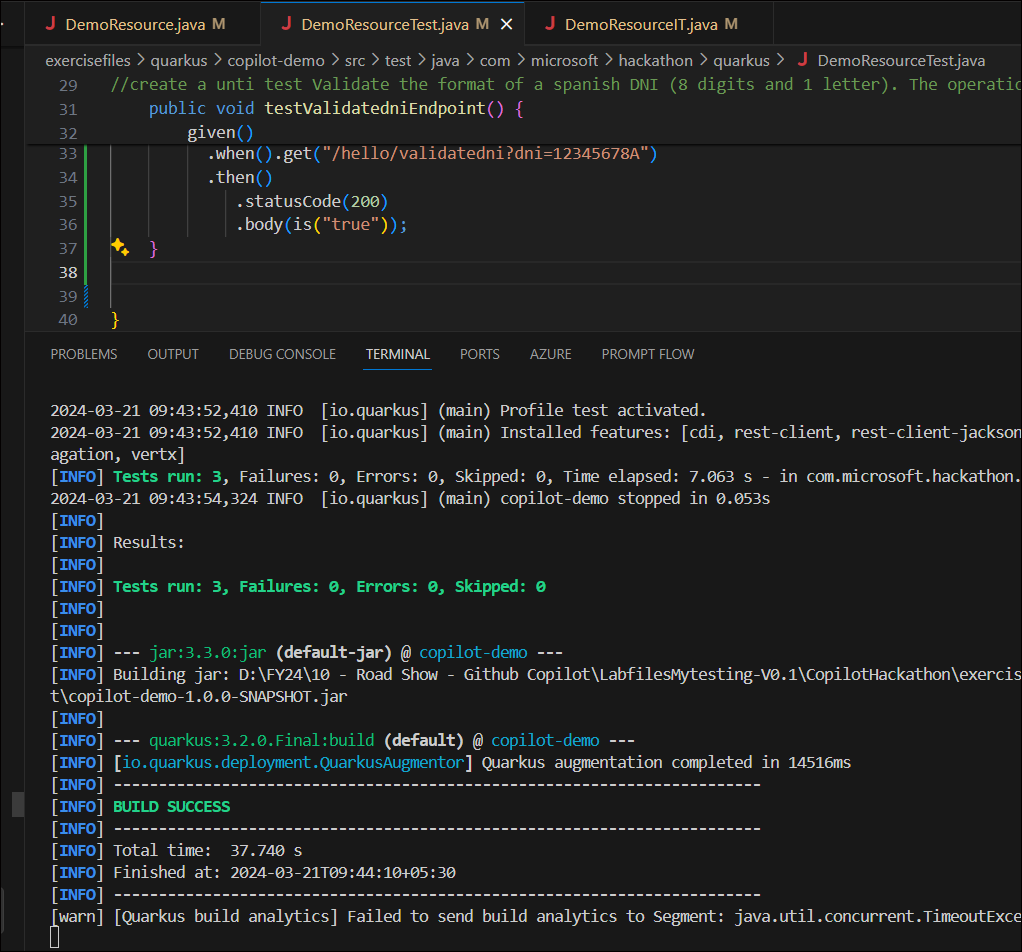 J DemoResource.java M J DemoResourceTest.java M × J DemoResourceIT.java M
exercisefiles > quarkus > copilot-demo > src > test > java > com > microsoft > hackathon > quarkus > J DemoResourceTest.java
29 //create a unti test Validate the format of a spanish DNI (8 digits and 1 letter). The operatio
31 public void testValidatedniEndpoint() {
32 given()
33 .when().get("/hello/validatedni?dni=12345678A")
34 .then()
35 .statusCode(200)
36 .body(is("true"));
37 }
38
39
40 }
PROBLEMS OUTPUT DEBUG CONSOLE TERMINAL PORTS AZURE PROMPT FLOW
2024-03-21 09:43:52,410 INFO  [io.quarkus] (main) Profile test activated.
2024-03-21 09:43:52,410 INFO  [io.quarkus] (main) Installed features: [cdi, rest-client, rest-client-jackson
agation, vertx]
[INFO] Tests run: 3, Failures: 0, Errors: 0, Skipped: 0, Time elapsed: 7.063 s - in com.microsoft.hackathon.
2024-03-21 09:43:54,324 INFO  [io.quarkus] (main) copilot-demo stopped in 0.053s
[INFO]
[INFO] Results:
[INFO]
[INFO] Tests run: 3, Failures: 0, Errors: 0, Skipped: 0
[INFO]
[INFO]
[INFO] --- jar:3.3.0:jar (default-jar) @ copilot-demo ---
[INFO] Building jar: D:\FY24\10 - Road Show - Github Copilot\LabfilesMytesting-V0.1\CopilotHackathon\exercis
t\copilot-demo-1.0.0-SNAPSHOT.jar
[INFO]
[INFO] --- quarkus:3.2.0.Final:build (default) @ copilot-demo ---
[INFO] [io.quarkus.deployment.QuarkusAugmentor] Quarkus augmentation completed in 14516ms
[INFO] ------------------------------------------------------------------------
[INFO] BUILD SUCCESS
[INFO] ------------------------------------------------------------------------
[INFO] Total time:  37.740 s
[INFO] Finished at: 2024-03-21T09:44:10+05:30
[INFO] ------------------------------------------------------------------------
[warn] [Quarkus build analytics] Failed to send build analytics to Segment: java.util.concurrent.TimeoutExce